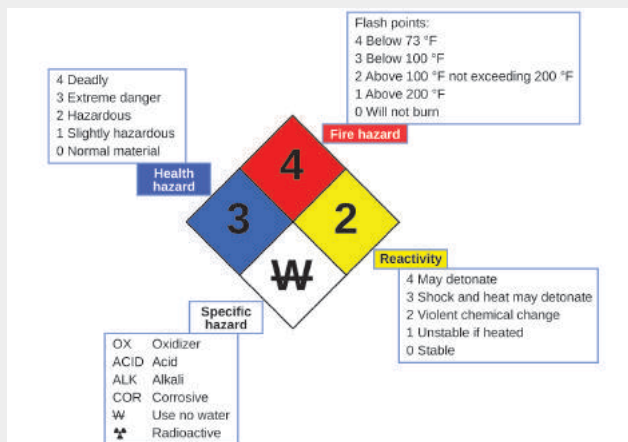 Flash points:
4 Below 73 °F
3 Below 100 °F
2 Above 100 °F not exceeding 200 °F
1 Above 200 °F
0 Will not burn
Fire hazard
4 Deadly
3 Extreme danger
2 Hazardous
1 Slightly hazardous
0 Normal material
Health
hazard
4
3
2
W
Reactivity
4 May detonate
3 Shock and heat may detonate
2 Violent chemical change
1 Unstable if heated
0 Stable
Specific
hazard
OX Oxidizer
ACID Acid
ALK Alkali
COR Corrosive
W Use no water
☢ Radioactive